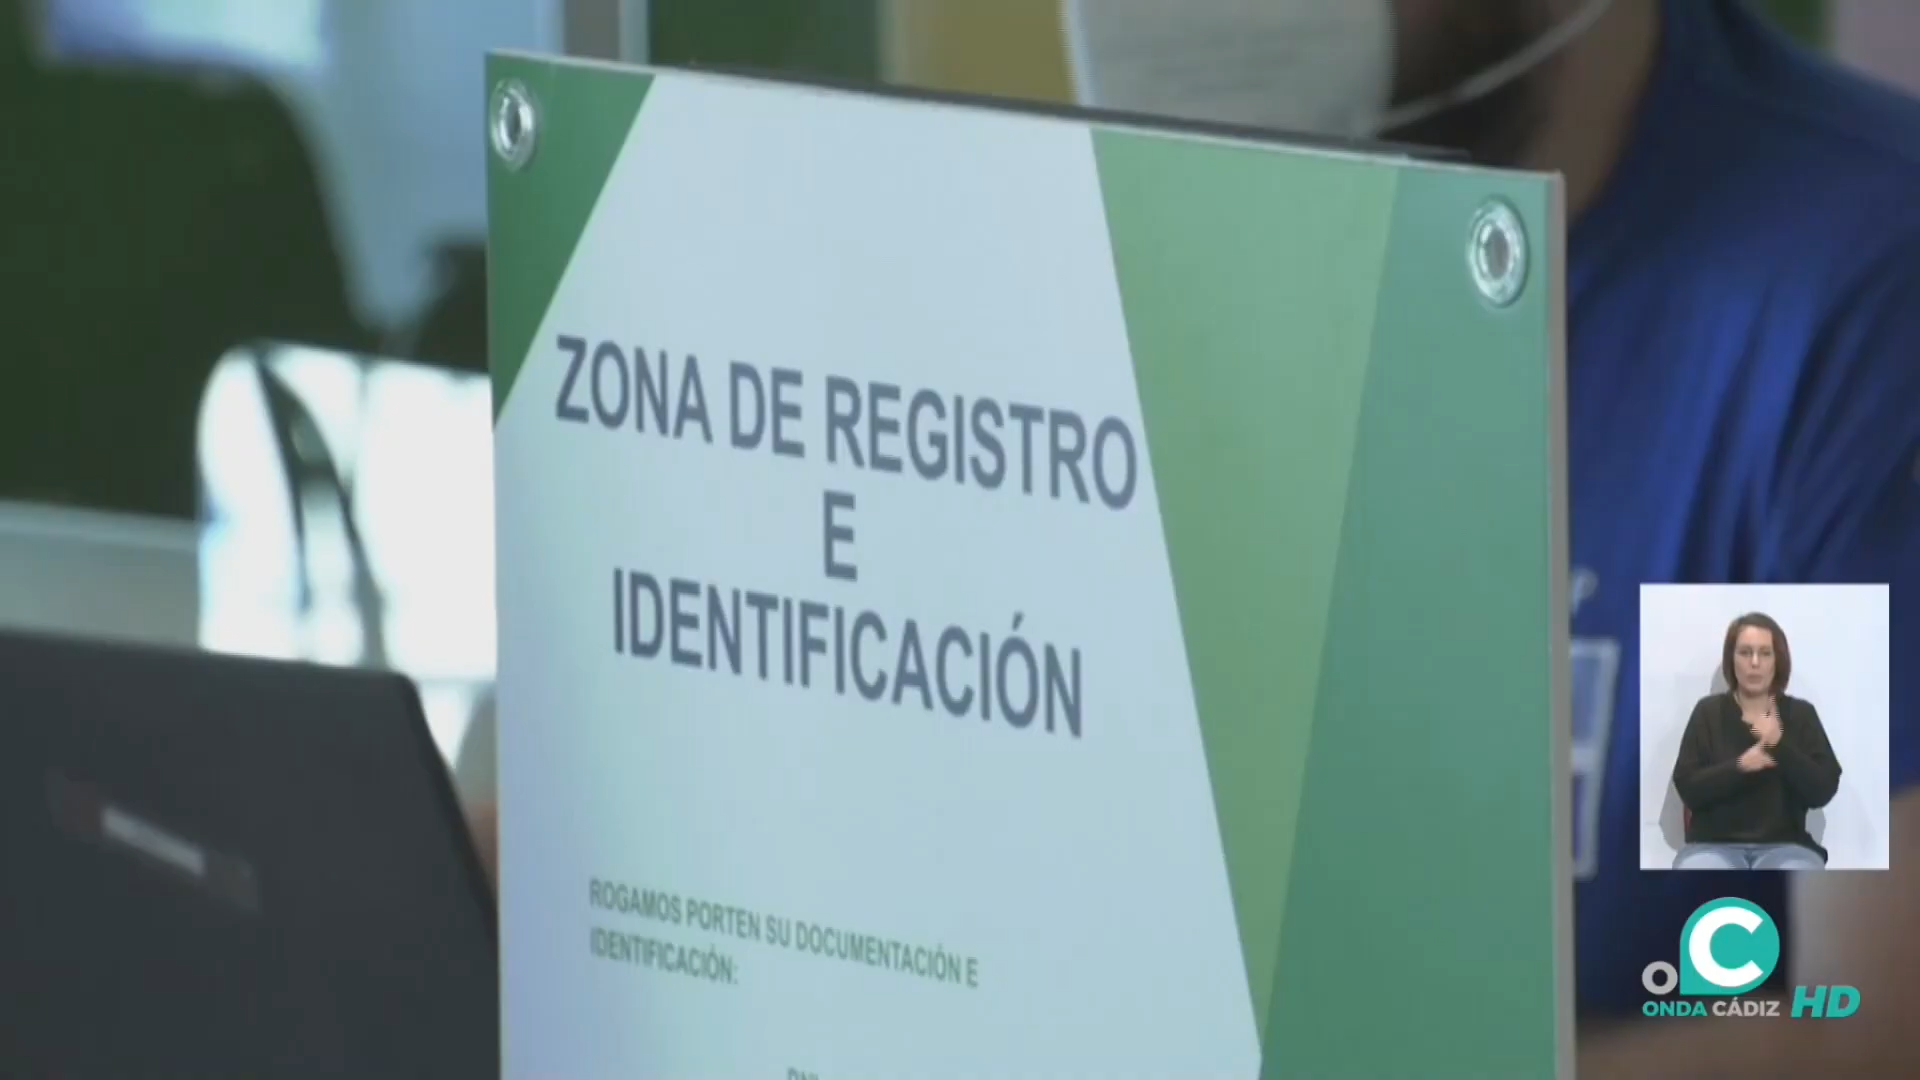 ZONA DE REGISTRO
E
IDENTIFICACIÓN
ROGAMOS PORTEN SU DOCUMENTACIÓN E
IDENTIFICACIÓN:
ONDA CÁDIZ HD